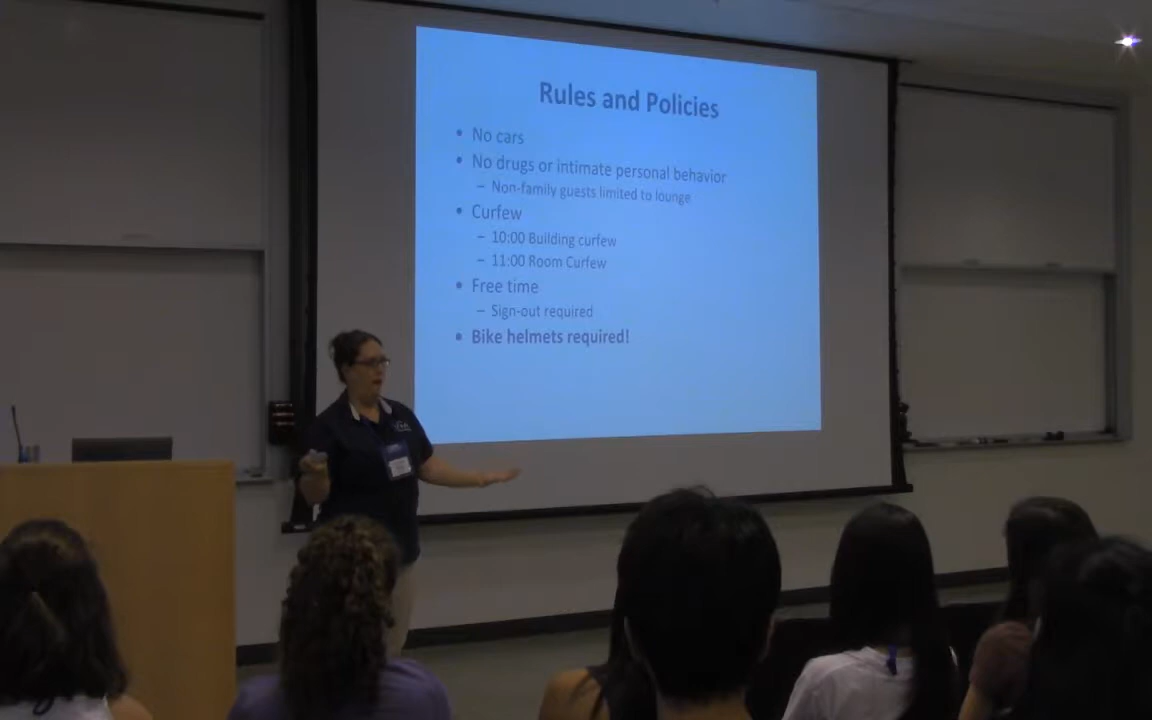 Rules and Policies
• No cars
• No drugs or intimate personal behavior
– Non-family guests limited to lounge
• Curfew
– 10:00 Building curfew
– 11:00 Room Curfew
• Free time
– Sign-out required
• Bike helmets required!